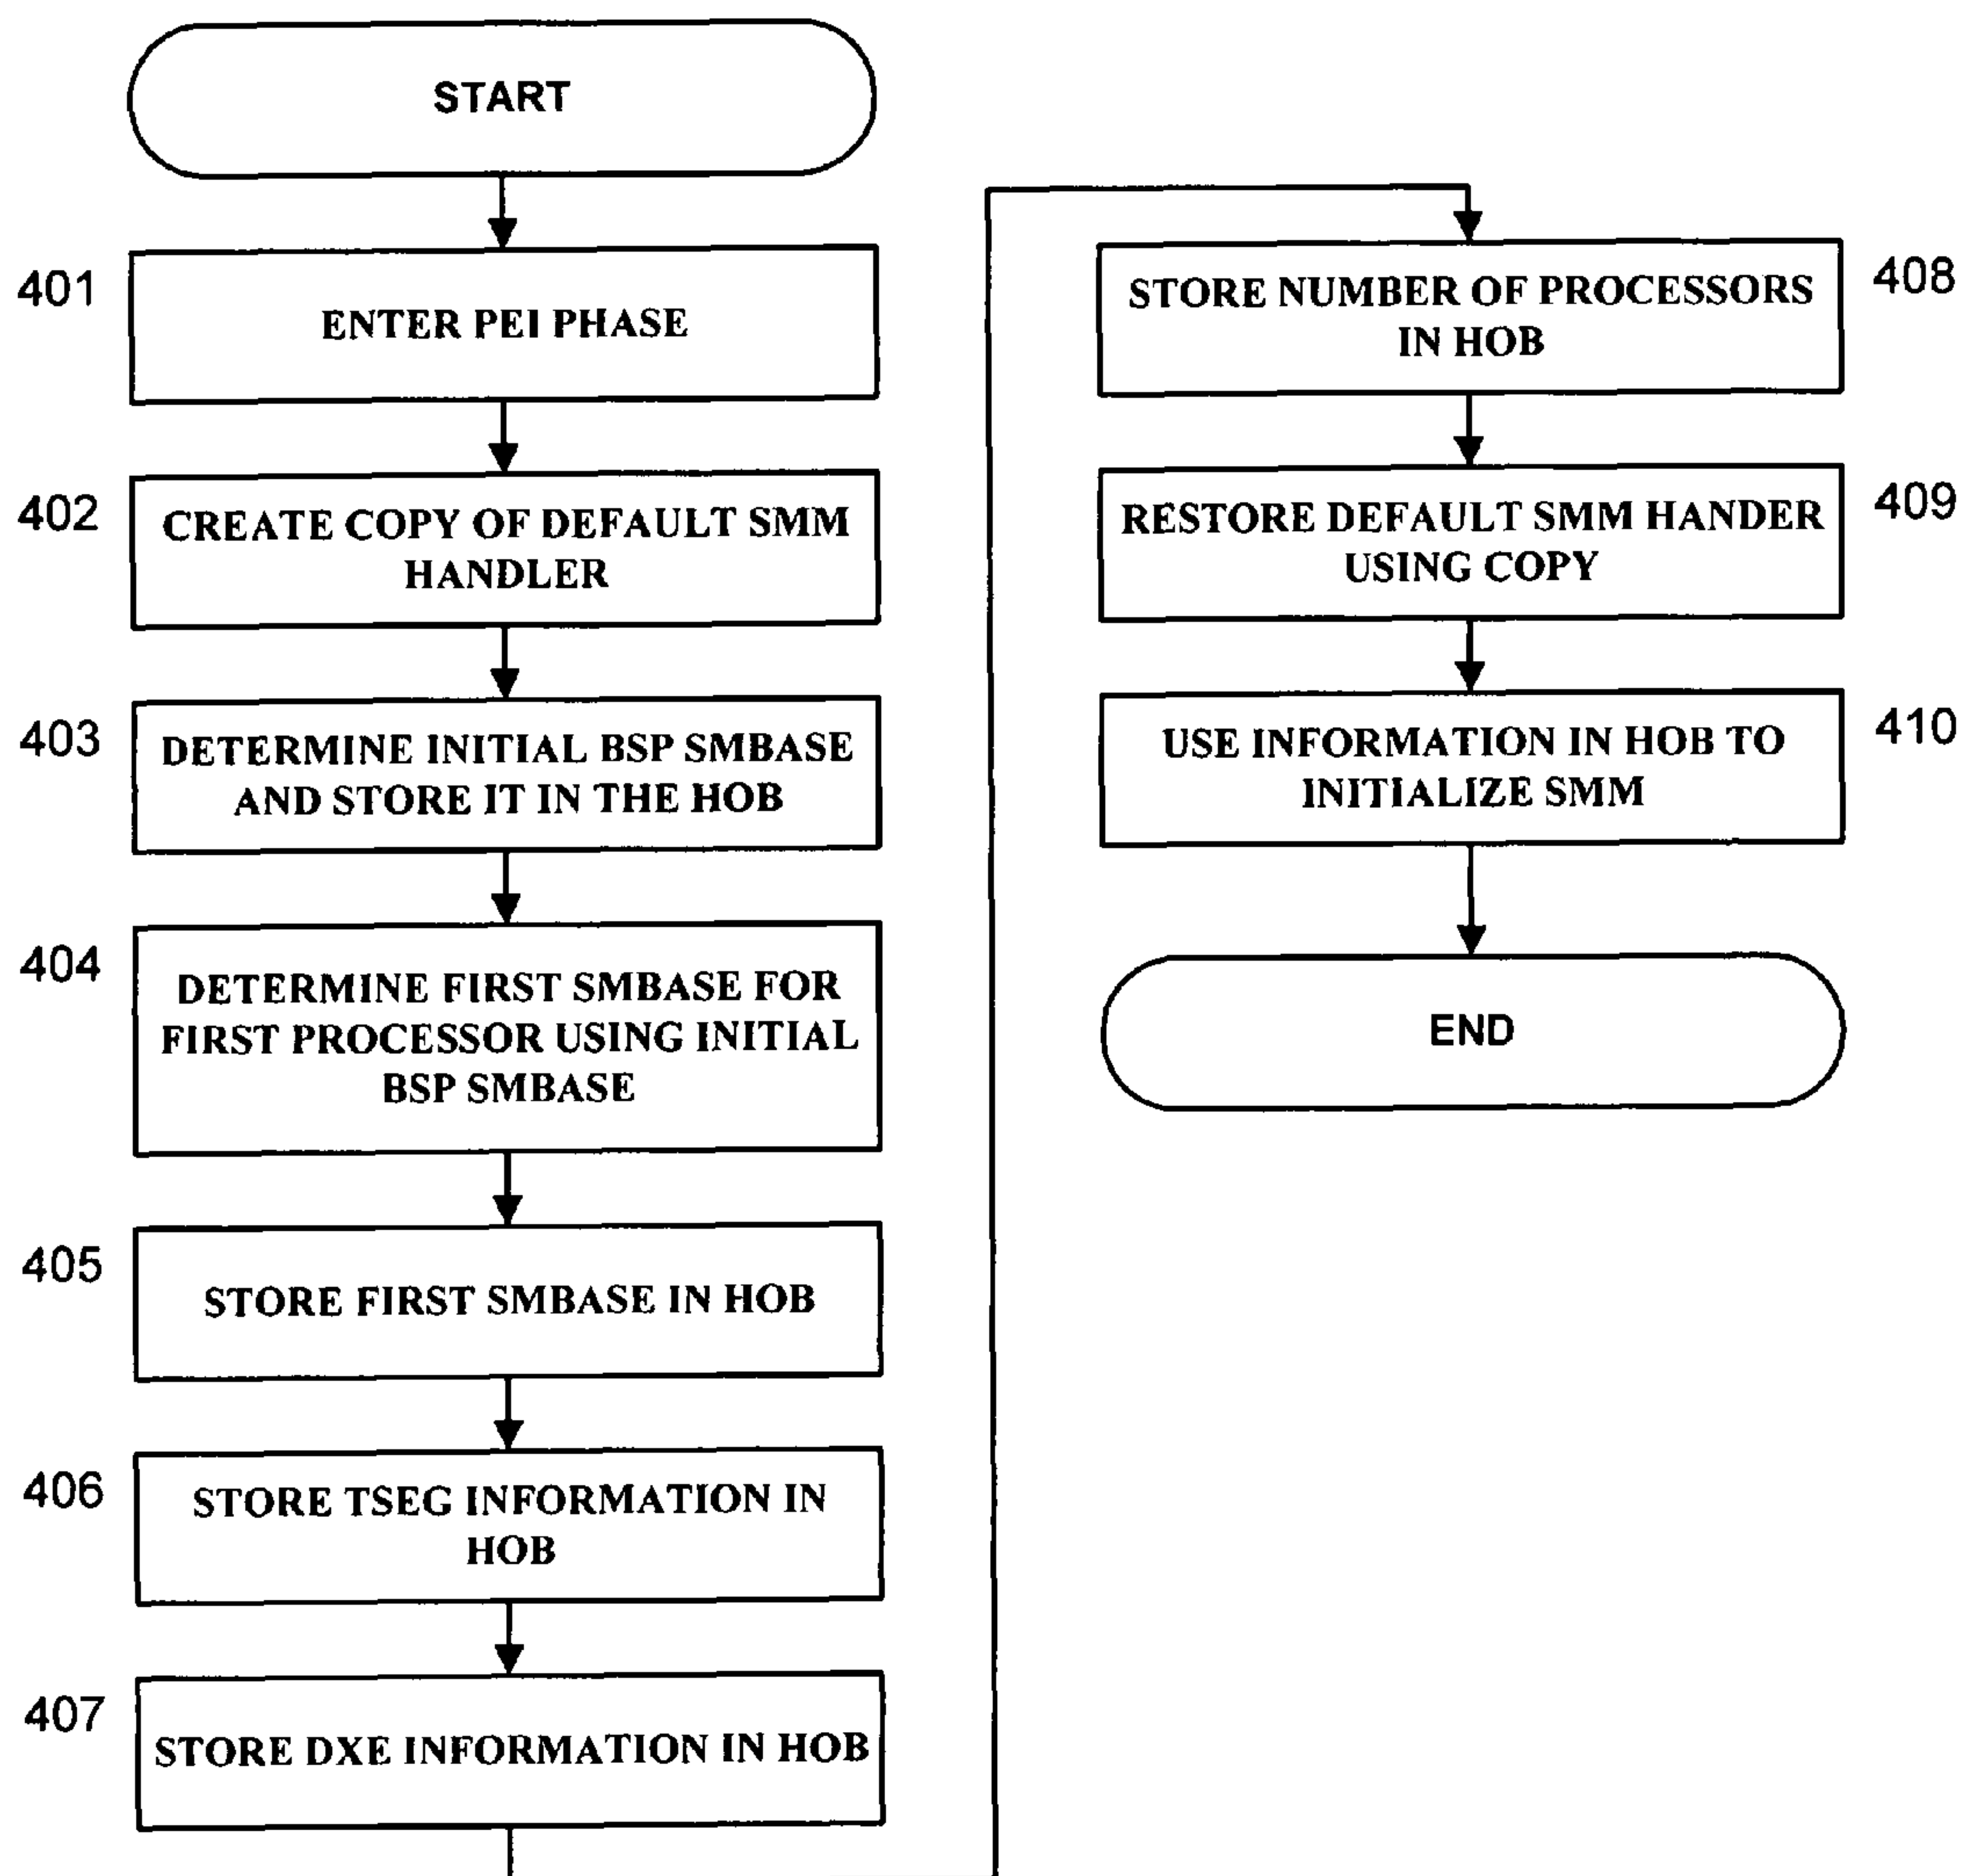 START
401
ENTER PEI PHASE
402
CREATE COPY OF DEFAULT SMM
HANDLER
403
DETERMINE INITIAL BSP SMBASE
AND STORE IT IN THE HOB
404
DETERMINE FIRST SMBASE FOR
FIRST PROCESSOR USING INITIAL
BSP SMBASE
405
STORE FIRST SMBASE IN HOB
406
STORE TSEG INFORMATION IN
HOB
407
STORE DXE INFORMATION IN HOB
408
STORE NUMBER OF PROCESSORS
IN HOB
409
RESTORE DEFAULT SMM HANDER
USING COPY
410
USE INFORMATION IN HOB TO
INITIALIZE SMM
END